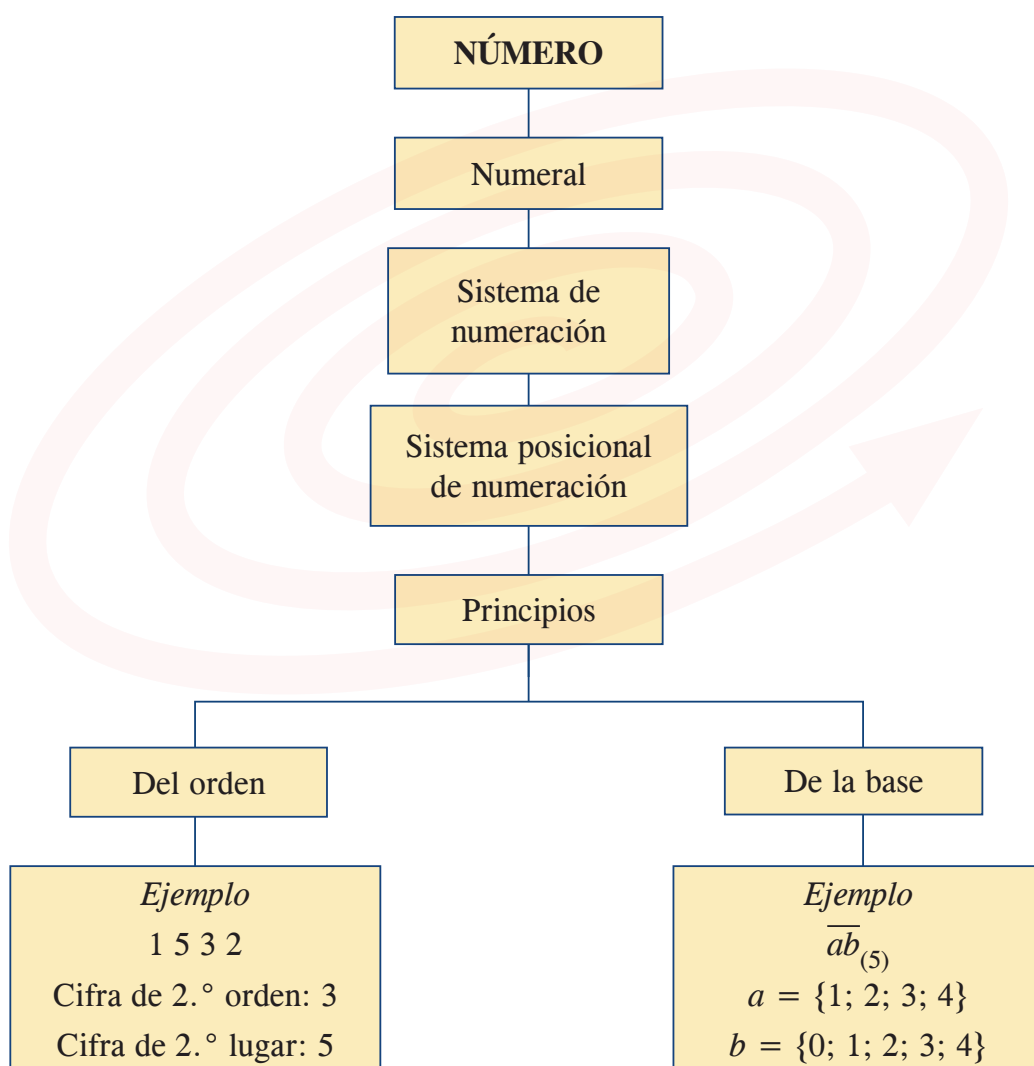 NÚMERO
Numeral
Sistema de
numeración
Sistema posicional
de numeración
Principios
Del orden
Ejemplo
1 5 3 2
Cifra de 2.° orden: 3
Cifra de 2.° lugar: 5
De la base
Ejemplo
a̅b̅₍₅₎
a = {1; 2; 3; 4}
b = {0; 1; 2; 3; 4}